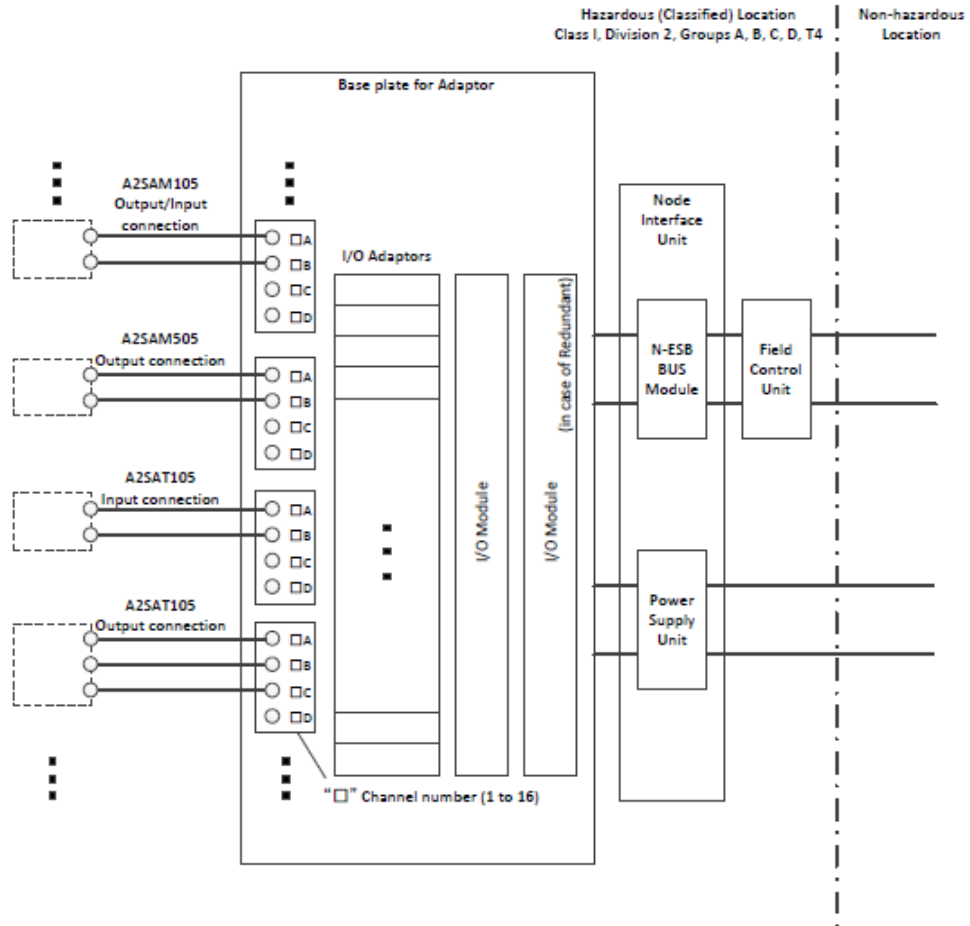 Hazardous (Classified) Location
Class I, Division 2, Groups A, B, C, D, T4
Non-hazardous
Location
Base plate for Adaptor
A2SAM105
Output/Input
connection
□A
□B
□C
□D
A2SAM505
Output connection
□A
□B
□C
□D
A2SAT105
Input connection
□A
□B
□C
□D
A2SAT105
Output connection
□A
□B
□C
□D
"□" Channel number (1 to 16)
I/O Adaptors
I/O Module
I/O Module
(in case of Redundant)
Node
Interface
Unit
N-ESB
BUS
Module
Field
Control
Unit
Power
Supply
Unit